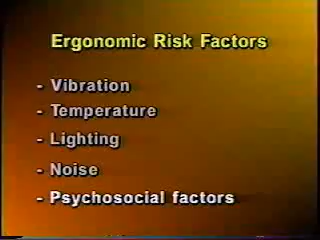 Ergonomic Risk Factors
- Vibration
- Temperature
- Lighting
- Noise
- Psychosocial factors